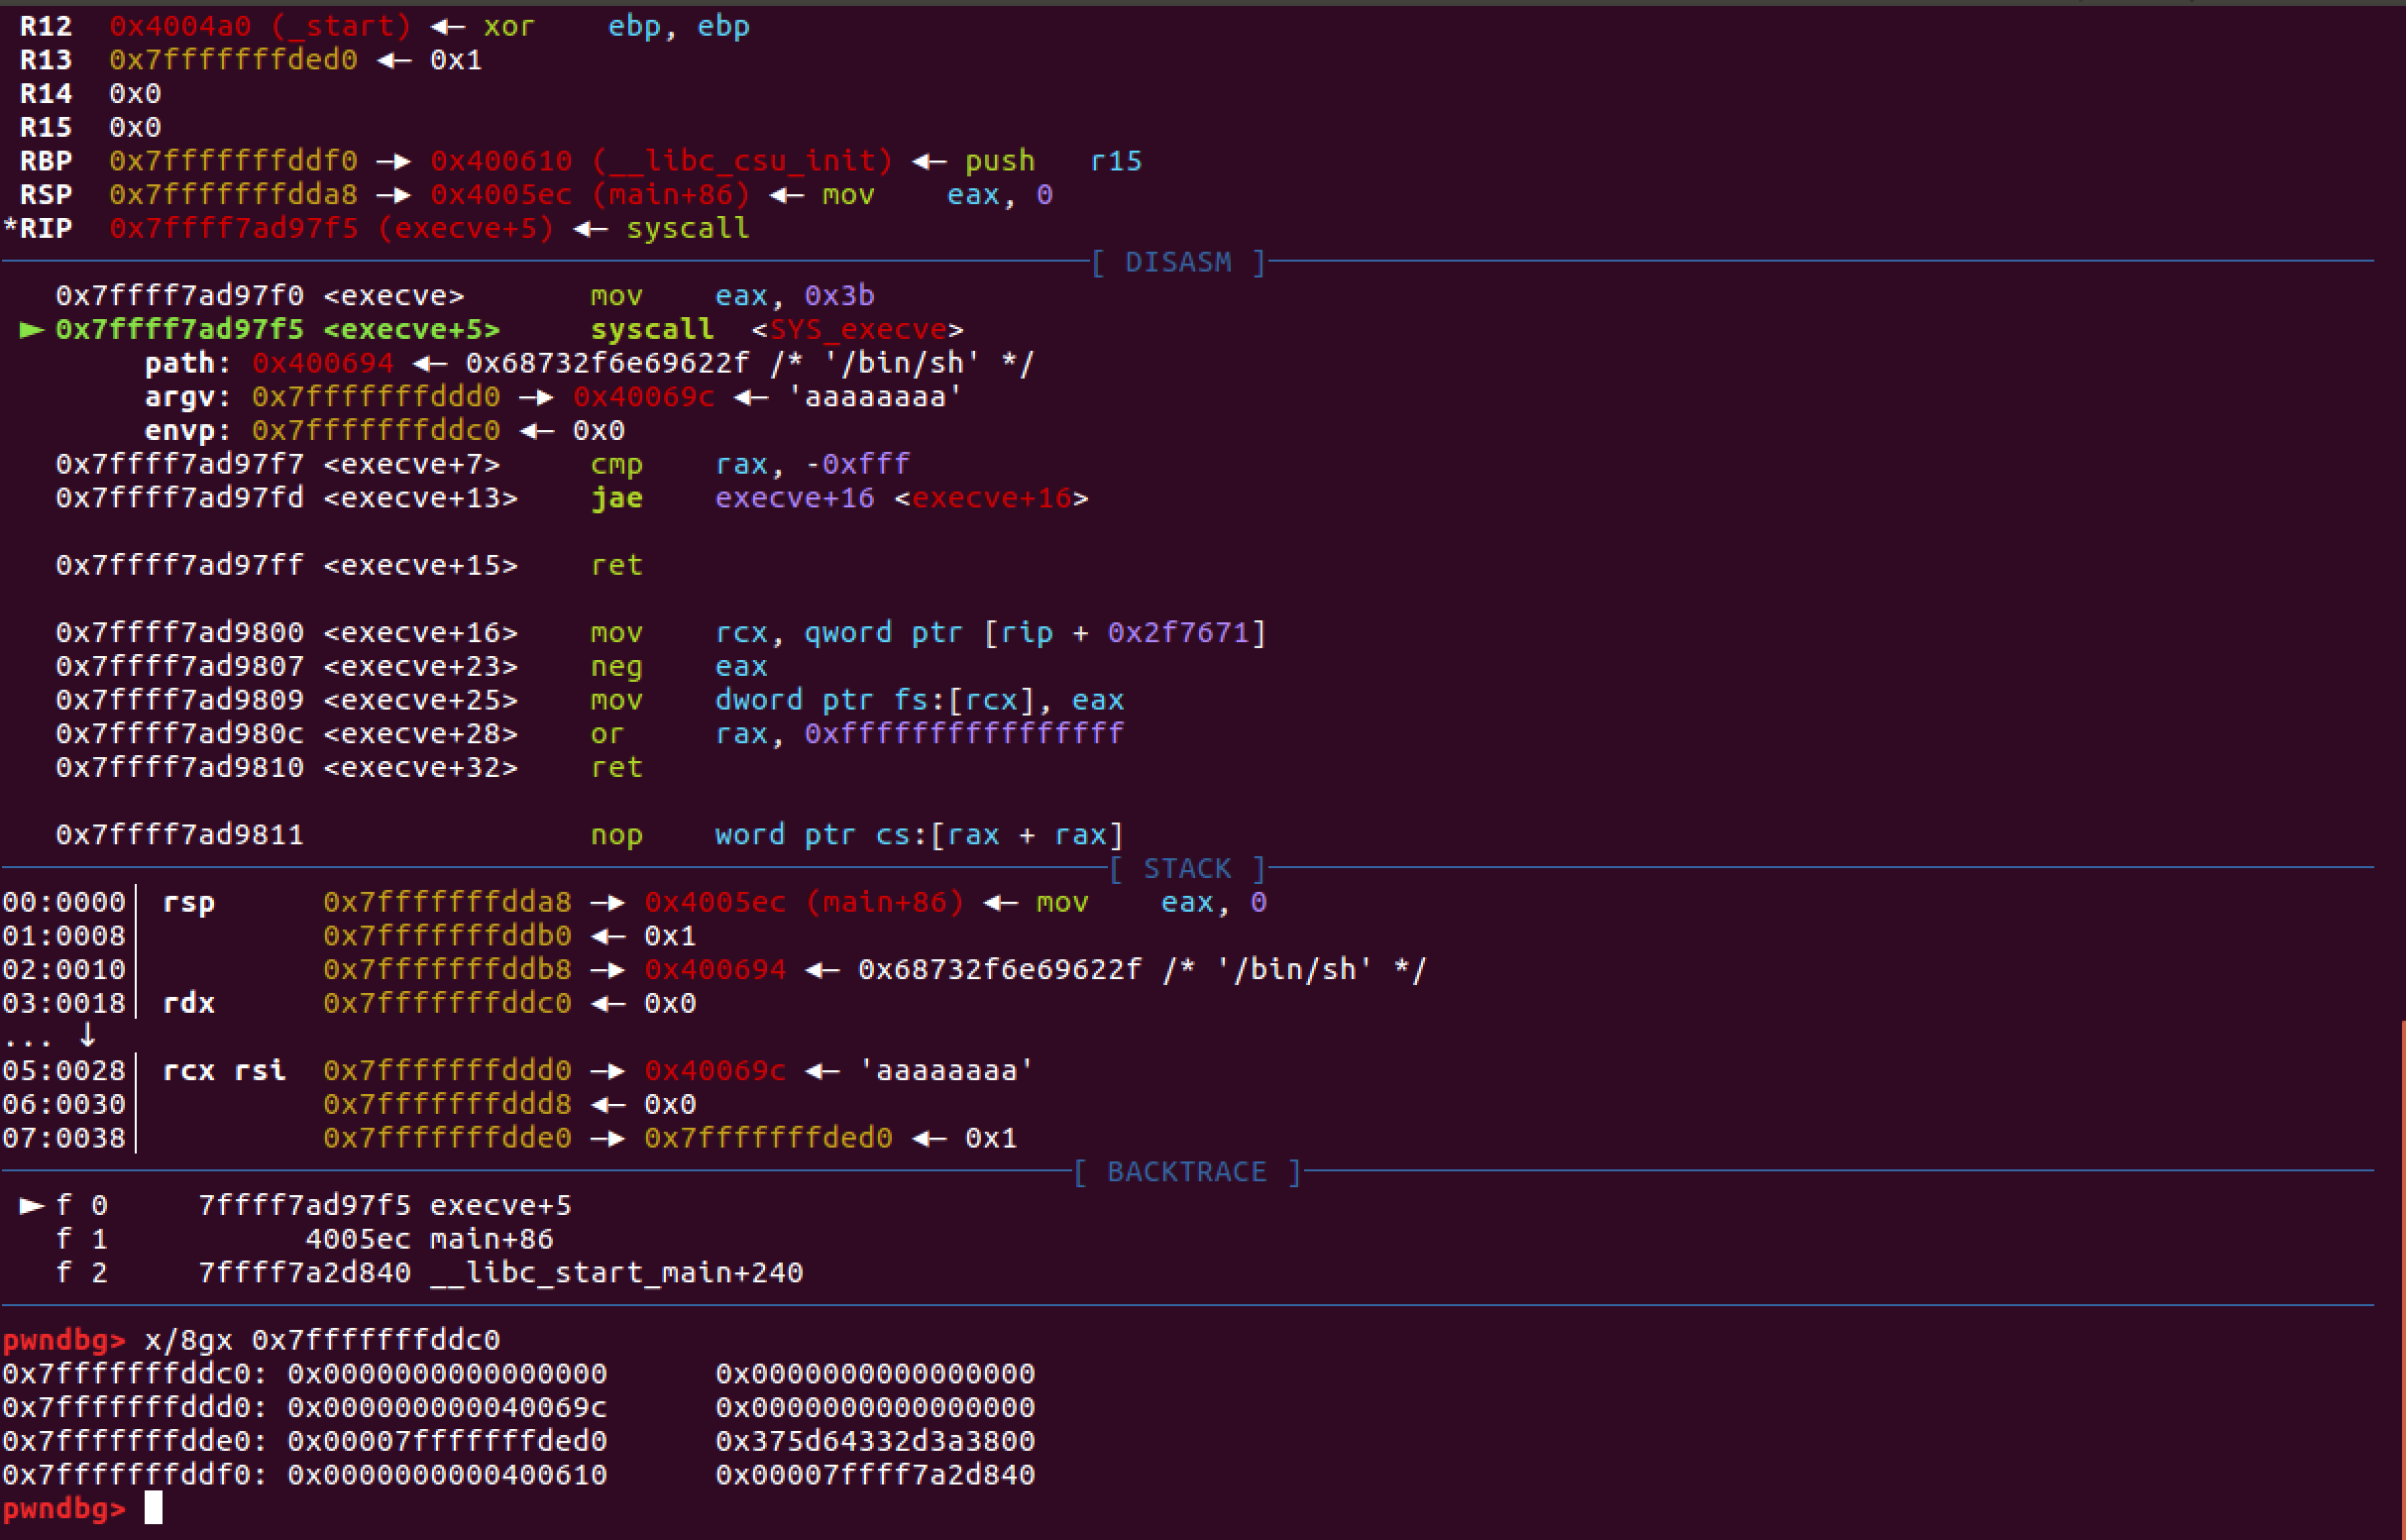 R12  0x4004a0 (_start) ◂— xor    ebp, ebp
R13  0x7fffffffded0 ◂— 0x1
R14  0x0
R15  0x0
RBP  0x7fffffffddf0 —▸ 0x400610 (__libc_csu_init) ◂— push   r15
RSP  0x7fffffffdda8 —▸ 0x4005ec (main+86) ◂— mov    eax, 0
*RIP  0x7ffff7ad97f5 (execve+5) ◂— syscall
[ DISASM ]
0x7ffff7ad97f0 <execve>       mov    eax, 0x3b
► 0x7ffff7ad97f5 <execve+5>     syscall  <SYS_execve>
path: 0x400694 ◂— 0x68732f6e69622f /* '/bin/sh' */
argv: 0x7fffffffddd0 —▸ 0x40069c ◂— 'aaaaaaaa'
envp: 0x7fffffffddc0 ◂— 0x0
0x7ffff7ad97f7 <execve+7>     cmp    rax, -0xfff
0x7ffff7ad97fd <execve+13>    jae    execve+16 <execve+16>
0x7ffff7ad97ff <execve+15>    ret
0x7ffff7ad9800 <execve+16>    mov    rcx, qword ptr [rip + 0x2f7671]
0x7ffff7ad9807 <execve+23>    neg    eax
0x7ffff7ad9809 <execve+25>    mov    dword ptr fs:[rcx], eax
0x7ffff7ad980c <execve+28>    or     rax, 0xffffffffffffffff
0x7ffff7ad9810 <execve+32>    ret
0x7ffff7ad9811                nop    word ptr cs:[rax + rax]
[ STACK ]
00:0000│ rsp      0x7fffffffdda8 —▸ 0x4005ec (main+86) ◂— mov    eax, 0
01:0008│          0x7fffffffddb0 ◂— 0x1
02:0010│          0x7fffffffddb8 —▸ 0x400694 ◂— 0x68732f6e69622f /* '/bin/sh' */
03:0018│ rdx      0x7fffffffddc0 ◂— 0x0
... ↓
05:0028│ rcx rsi  0x7fffffffddd0 —▸ 0x40069c ◂— 'aaaaaaaa'
06:0030│          0x7fffffffddd8 ◂— 0x0
07:0038│          0x7fffffffdde0 —▸ 0x7fffffffded0 ◂— 0x1
[ BACKTRACE ]
► f 0     7ffff7ad97f5 execve+5
f 1           4005ec main+86
f 2     7ffff7a2d840 __libc_start_main+240
pwndbg> x/8gx 0x7fffffffddc0
0x7fffffffddc0: 0x0000000000000000      0x0000000000000000
0x7fffffffddd0: 0x000000000040069c      0x0000000000000000
0x7fffffffdde0: 0x00007fffffffded0      0x375d64332d3a3800
0x7fffffffddf0: 0x0000000000400610      0x00007ffff7a2d840
pwndbg>